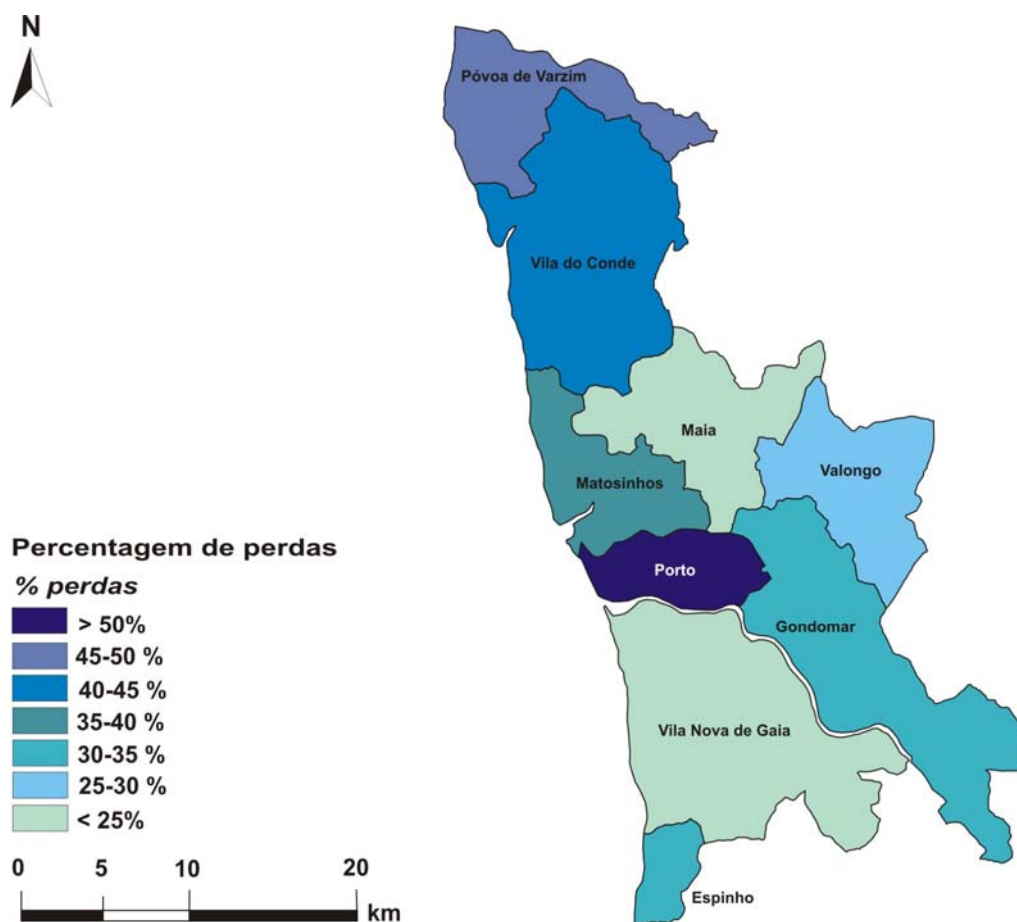 N
Póvoa de Varzim
Vila do Conde
Maia
Valongo
Matosinhos
Porto
Gondomar
Vila Nova de Gaia
Espinho
Percentagem de perdas
% perdas
> 50%
45-50 %
40-45 %
35-40 %
30-35 %
25-30 %
< 25%
0 5 10 20
km